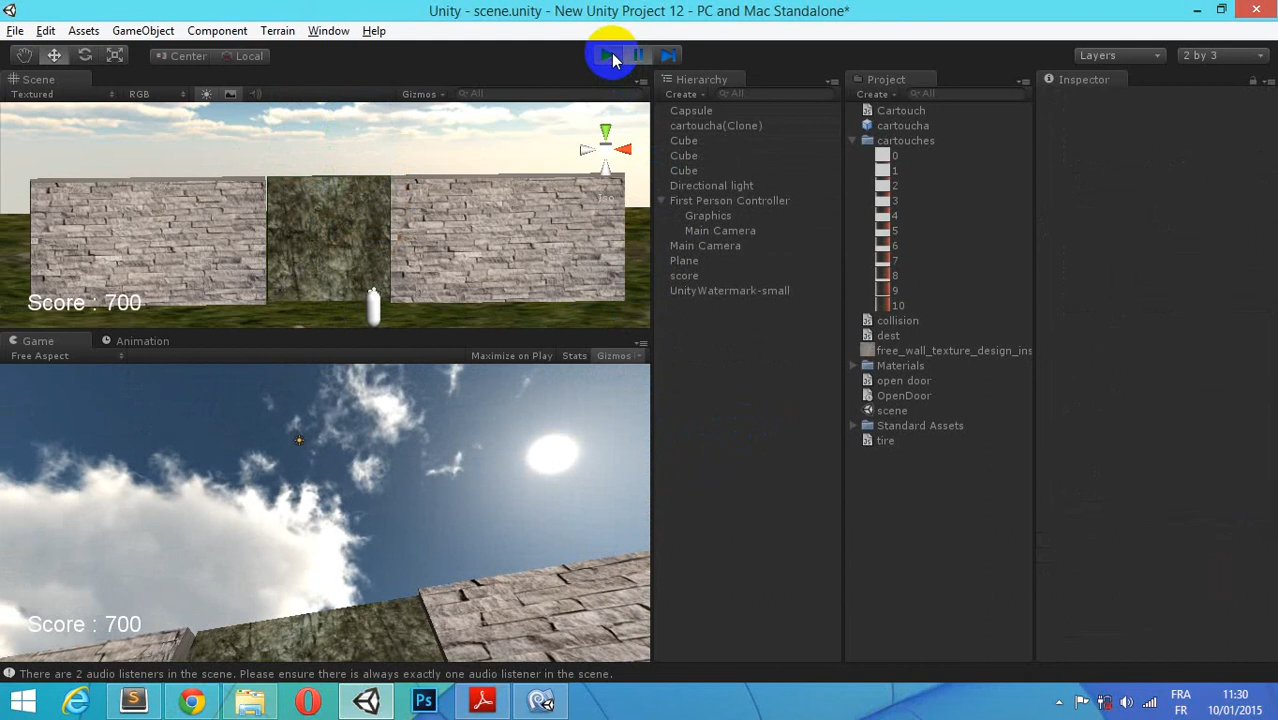 Unity - scene.unity - New Unity Project 12 - PC and Mac Standalone*
File Edit Assets GameObject Component Terrain Window Help
Center Local Layers 2 by 3
Scene
Textured RGB Gizmos All
Iso
Score : 700
Game Animation
Free Aspect Maximize on Play Stats Gizmos
Score : 700
Hierarchy
Create All
Capsule
cartoucha(Clone)
Cube
Cube
Cube
Directional light
First Person Controller
Graphics
Main Camera
Main Camera
Plane
score
UnityWatermark-small
Project
Create All
Cartouch
cartoucha
cartouches
0
1
2
3
4
5
6
7
8
9
10
collision
dest
free_wall_texture_design_ins
Materials
open door
OpenDoor
scene
Standard Assets
tire
Inspector
There are 2 audio listeners in the scene. Please ensure there is always exactly one audio listener in the scene.
S Ps
FRA
FR
11:30
10/01/2015